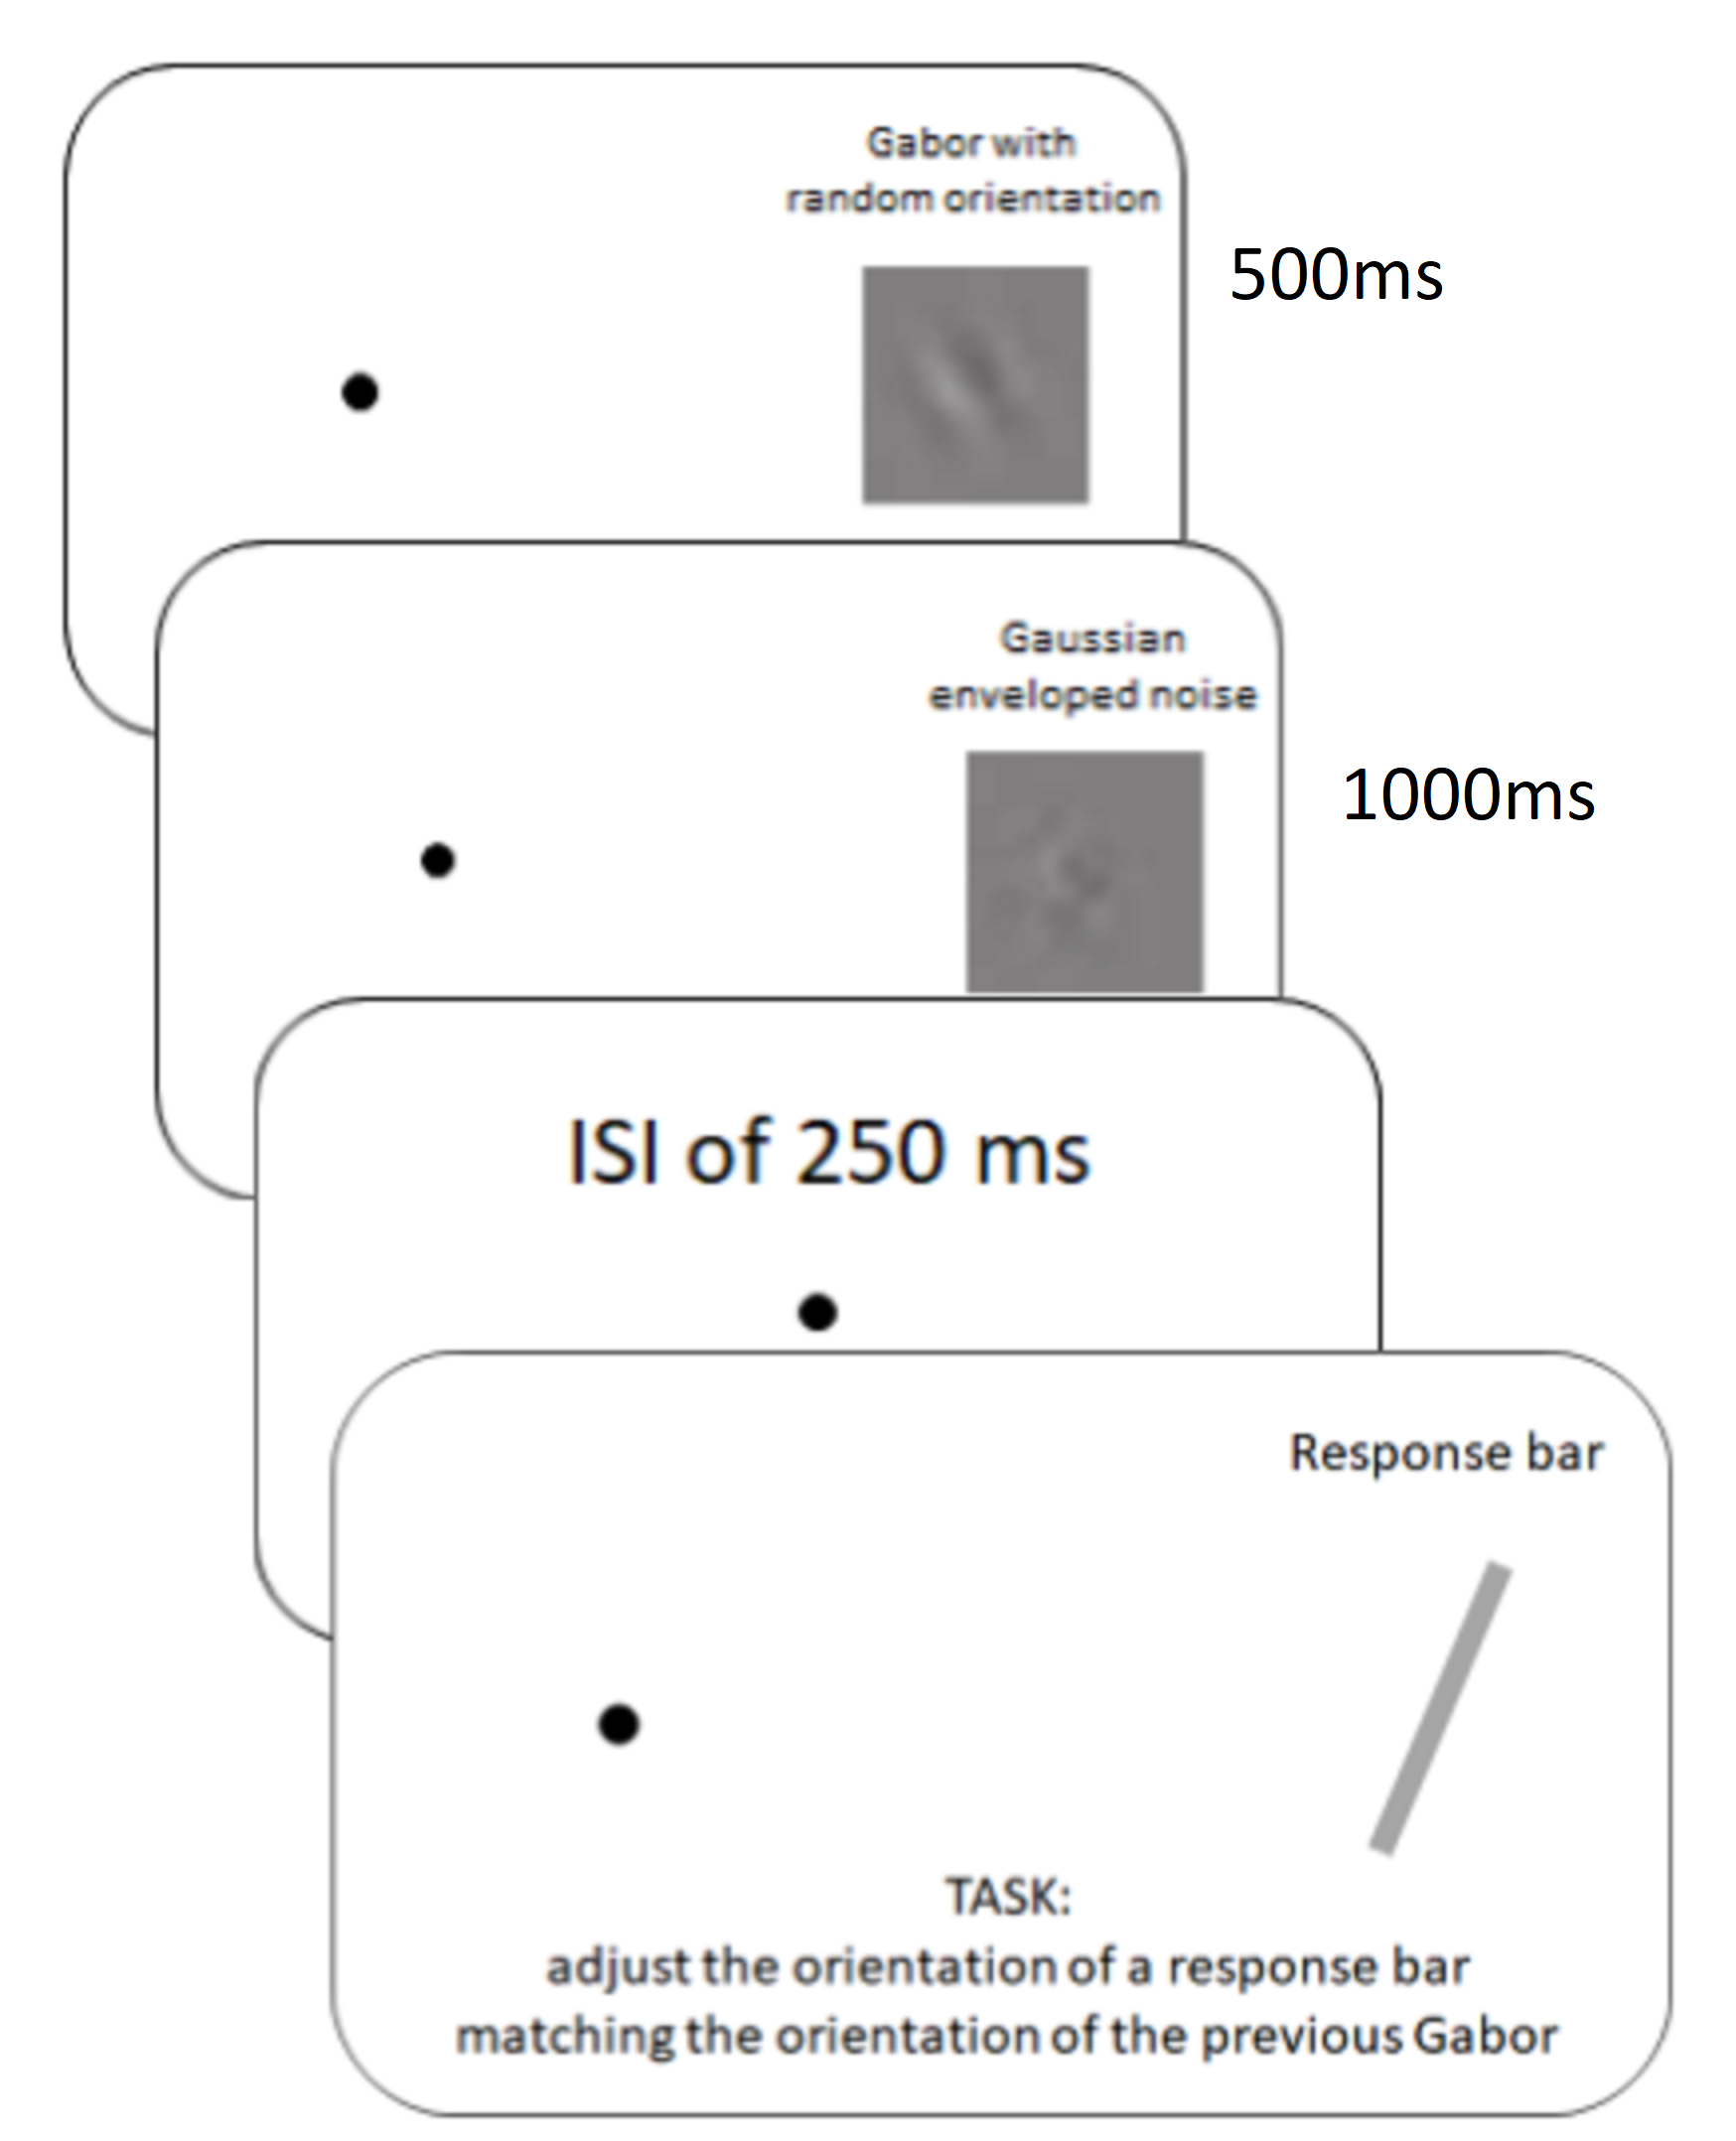 Gabor with
random orientation
500ms
Gaussian
enveloped noise
1000ms
ISI of 250 ms
Response bar
TASK:
adjust the orientation of a response bar
matching the orientation of the previous Gabor